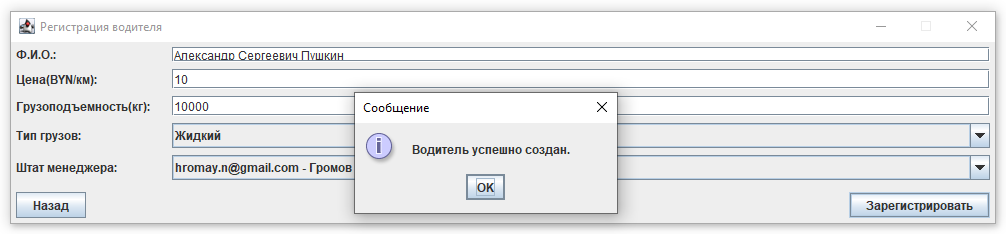 Регистрация водителя
Ф.И.О.: Александр Сергеевич Пушкин
Цена(BYN/км): 10
Грузоподъемность(кг): 10000
Сообщение
Тип грузов: Жидкий
Водитель успешно создан.
Штат менеджера: hromay.n@gmail.com - Громов
OK
Назад Зарегистрировать